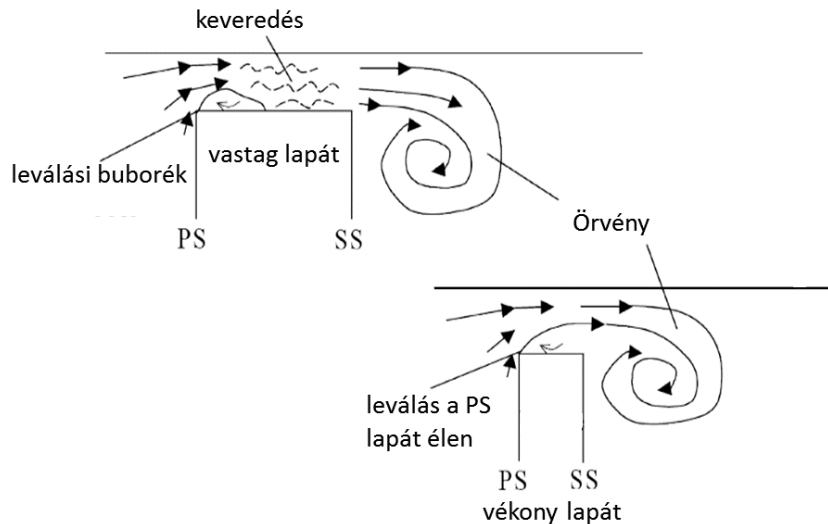 keveredés
leválási buborék
vastag lapát
PS
SS
Örvény
leválás a PS
lapát élen
PS
SS
vékony lapát